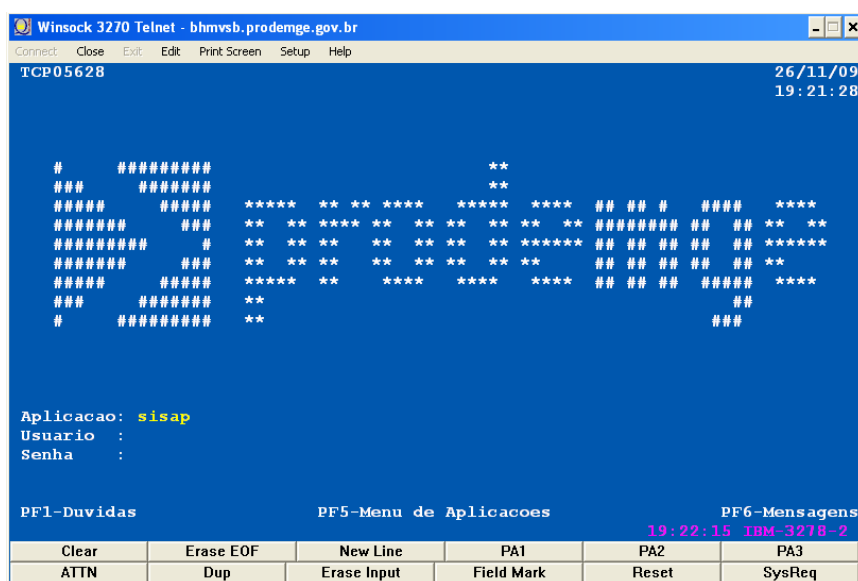 Winsock 3270 Telnet - bhmvsb.prodemge.gov.br
Connect Close Exit Edit Print Screen Setup Help
TCP05628 26/11/09
19:21:28
prodemge
Aplicacao: sisap
Usuario :
Senha :
PF1-Duvidas PF5-Menu de Aplicacoes PF6-Mensagens
19:22:15 IBM-3278-2
Clear Erase EOF New Line PA1 PA2 PA3
ATTN Dup Erase Input Field Mark Reset SysReq